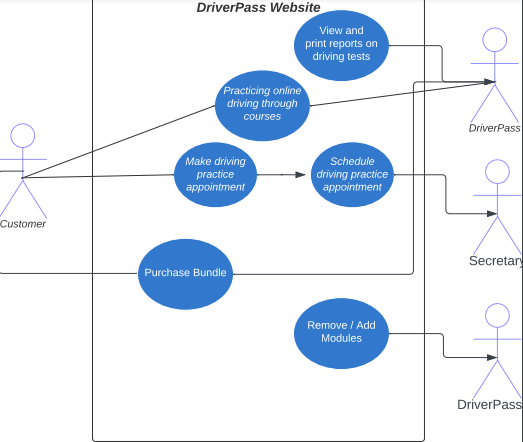 DriverPass Website
View and
print reports on
driving tests
Practicing online
driving through
courses
DriverPass
Make driving
practice
appointment
Schedule
driving practice
appointment
Customer
Secretary
Purchase Bundle
Remove / Add
Modules
DriverPass